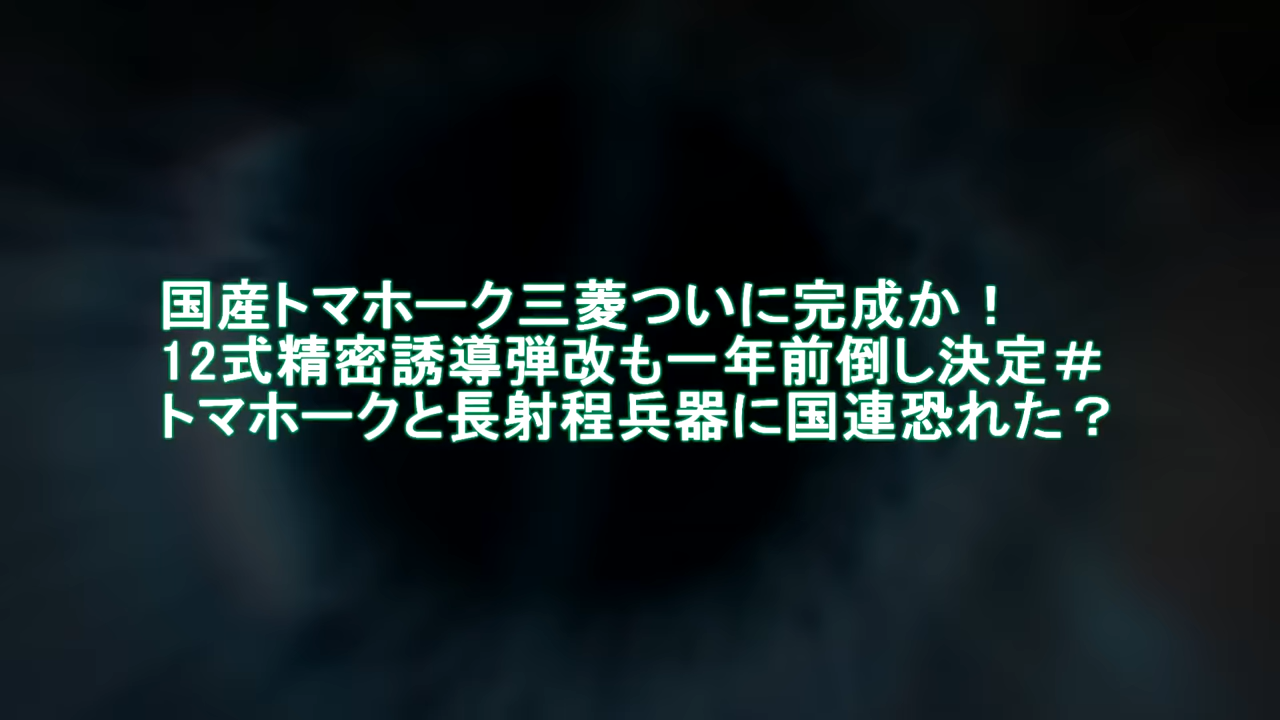 国産トマホーク三菱ついに完成か！
12式精密誘導弾改も一年前倒し決定＃
トマホークと長射程兵器に国連恐れた？